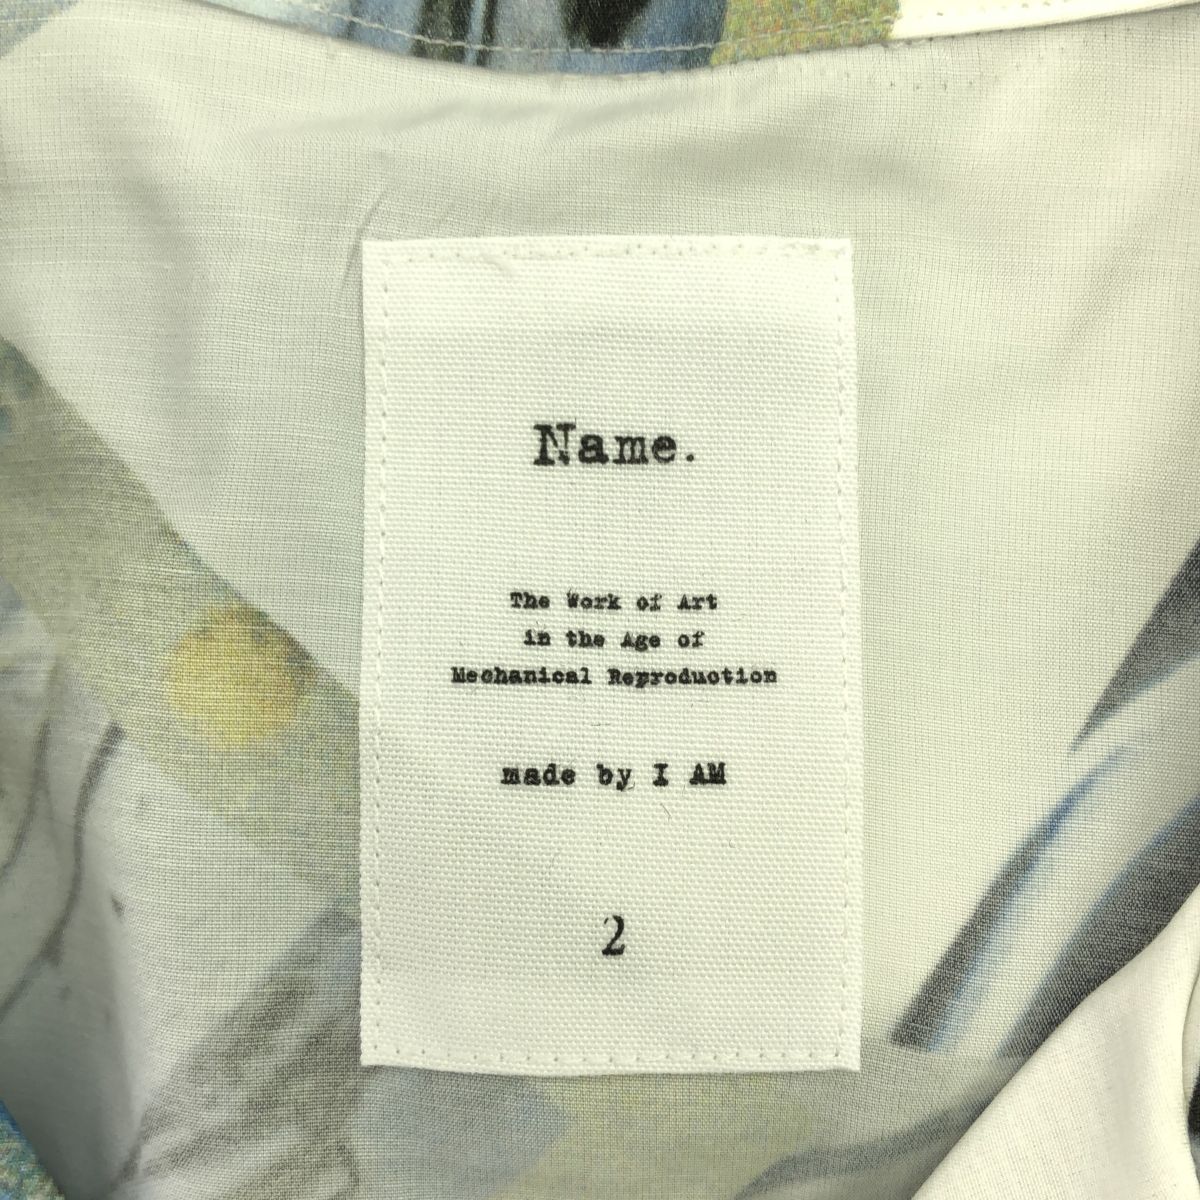 Name.
The Work of Art
in the Age of
Mechanical Reproduction
made by I AM
2